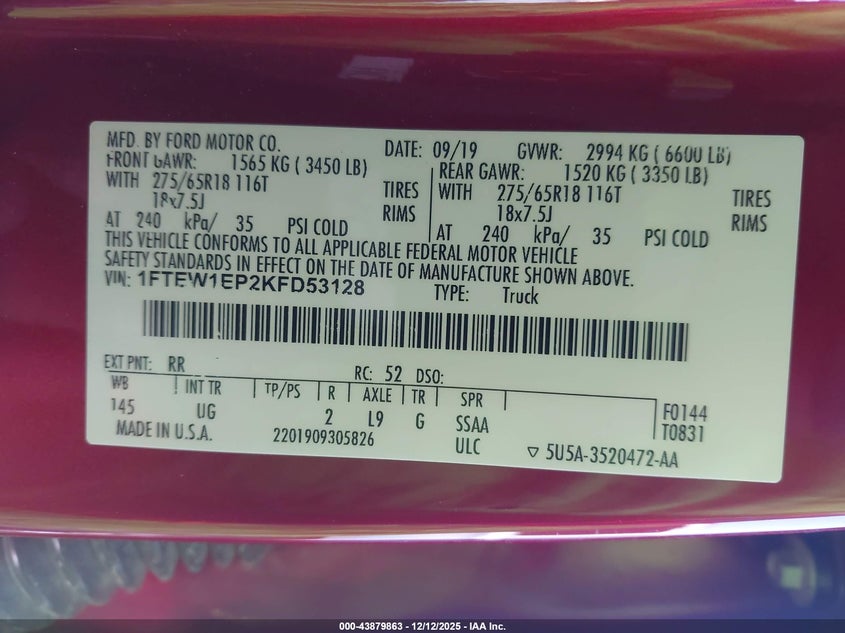 MFD. BY FORD MOTOR CO. DATE: 09/19 GVWR: 2994 KG ( 6600 LB)
FRONT GAWR: 1565 KG ( 3450 LB) REAR GAWR: 1520 KG ( 3350 LB)
WITH 275/65R18 116T TIRES WITH 275/65R18 116T TIRES
18x7.5J RIMS 18x7.5J RIMS
AT 240 kPa/ 35 PSI COLD AT 240 kPa/ 35 PSI COLD
THIS VEHICLE CONFORMS TO ALL APPLICABLE FEDERAL MOTOR VEHICLE
SAFETY STANDARDS IN EFFECT ON THE DATE OF MANUFACTURE SHOWN ABOVE.
VIN: 1FTEW1EP2KFD53128 TYPE: Truck
EXT PNT: RR RC: 52 DSO:
WB INT TR TP/PS R AXLE TR SPR
145 UG 2 L9 G SSAA F0144
MADE IN U.S.A. 2201909305826 ULC T0831
▽ 5U5A-3520472-AA
000-43879863 - 12/12/2025 - IAA Inc.